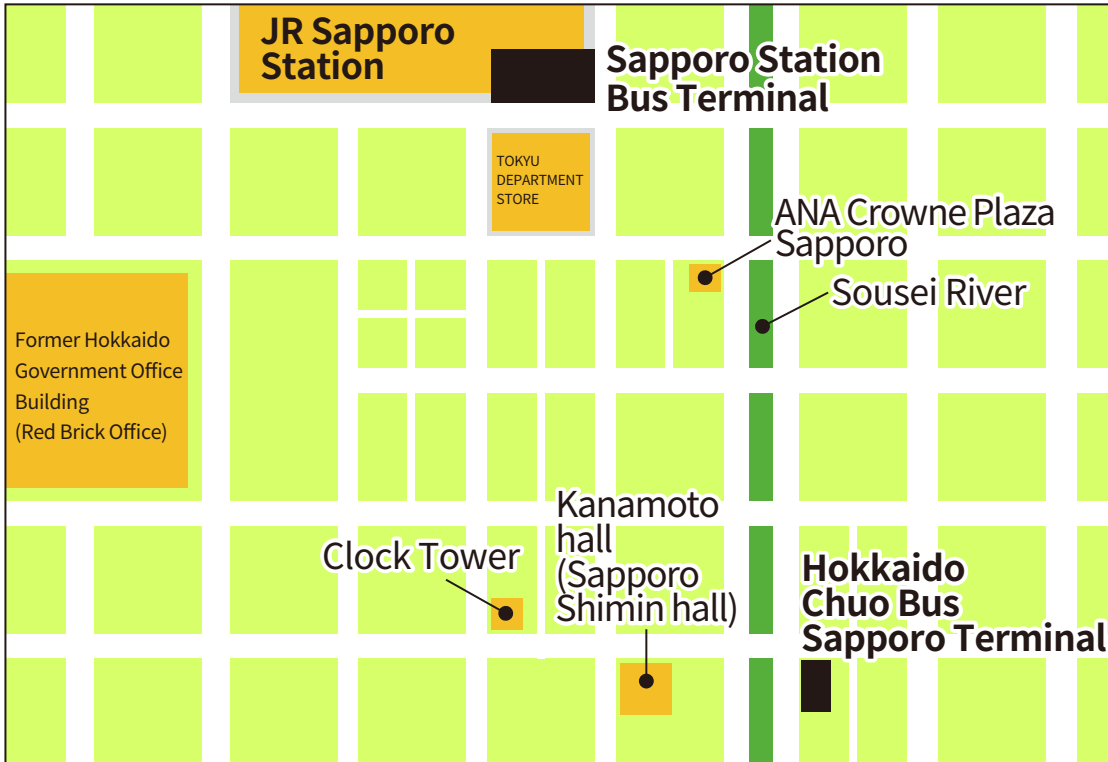 JR Sapporo
Station
Sapporo Station
Bus Terminal
TOKYU
DEPARTMENT
STORE
ANA Crowne Plaza
Sapporo
Sousei River
Former Hokkaido
Government Office
Building
(Red Brick Office)
Kanamoto
hall
(Sapporo
Shimin hall)
Clock Tower
Hokkaido
Chuo Bus
Sapporo Terminal